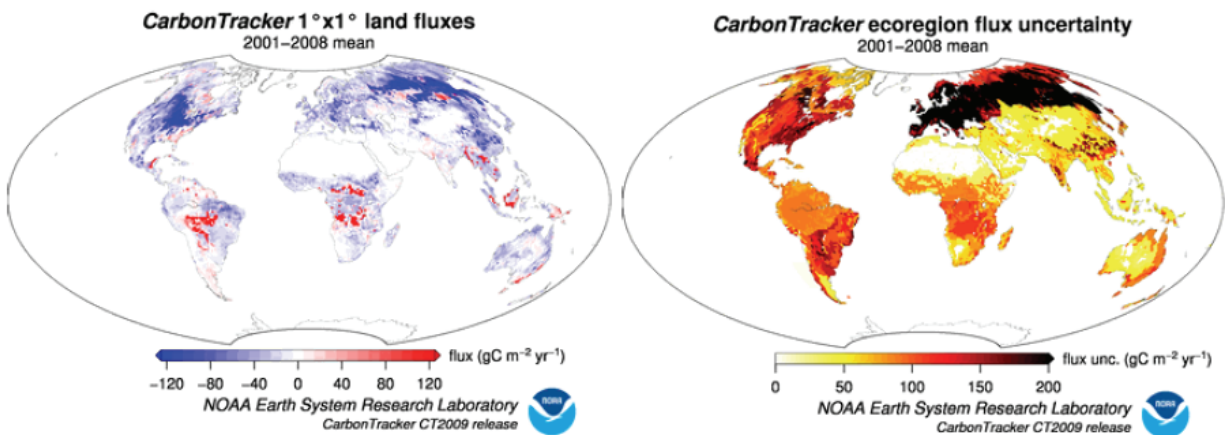 CarbonTracker 1°x1° land fluxes
2001–2008 mean
flux (gC m⁻² yr⁻¹)
−120 −80 −40 0 40 80 120
NOAA Earth System Research Laboratory
CarbonTracker CT2009 release
NOAA
CarbonTracker ecoregion flux uncertainty
2001–2008 mean
flux unc. (gC m⁻² yr⁻¹)
0 50 100 150 200
NOAA Earth System Research Laboratory
CarbonTracker CT2009 release
NOAA